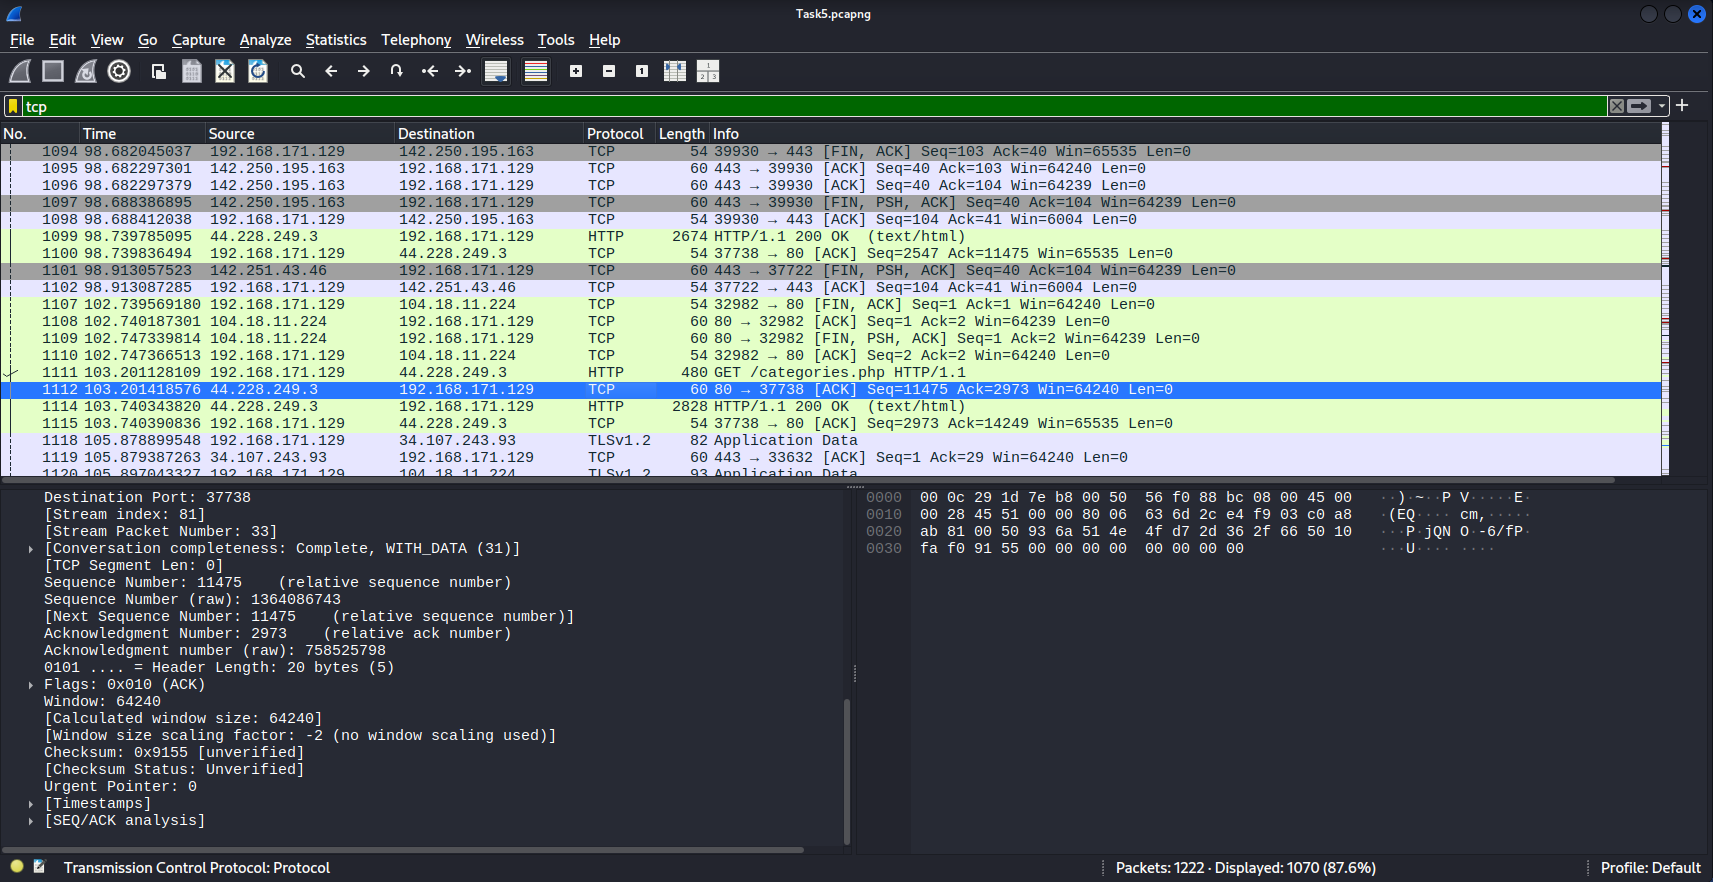 Task5.pcapng
File Edit View Go Capture Analyze Statistics Telephony Wireless Tools Help
tcp
No. Time Source Destination Protocol Length Info
1094 98.682045037 192.168.171.129 142.250.195.163 TCP 54 39930 → 443 [FIN, ACK] Seq=103 Ack=40 Win=65535 Len=0
1095 98.682297301 142.250.195.163 192.168.171.129 TCP 60 443 → 39930 [ACK] Seq=40 Ack=103 Win=64240 Len=0
1096 98.682297379 142.250.195.163 192.168.171.129 TCP 60 443 → 39930 [ACK] Seq=40 Ack=104 Win=64239 Len=0
1097 98.688386895 142.250.195.163 192.168.171.129 TCP 60 443 → 39930 [FIN, PSH, ACK] Seq=40 Ack=104 Win=64239 Len=0
1098 98.688412038 192.168.171.129 142.250.195.163 TCP 54 39930 → 443 [ACK] Seq=104 Ack=41 Win=6004 Len=0
1099 98.739785095 44.228.249.3 192.168.171.129 HTTP 2674 HTTP/1.1 200 OK (text/html)
1100 98.739836494 192.168.171.129 44.228.249.3 TCP 54 37738 → 80 [ACK] Seq=2547 Ack=11475 Win=65535 Len=0
1101 98.913057523 142.251.43.46 192.168.171.129 TCP 60 443 → 37722 [FIN, PSH, ACK] Seq=40 Ack=104 Win=64239 Len=0
1102 98.913087285 192.168.171.129 142.251.43.46 TCP 54 37722 → 443 [ACK] Seq=104 Ack=41 Win=6004 Len=0
1107 102.739569180 192.168.171.129 104.18.11.224 TCP 54 32982 → 80 [FIN, ACK] Seq=1 Ack=1 Win=64240 Len=0
1108 102.740187301 104.18.11.224 192.168.171.129 TCP 60 80 → 32982 [ACK] Seq=1 Ack=2 Win=64239 Len=0
1109 102.747339814 104.18.11.224 192.168.171.129 TCP 60 80 → 32982 [FIN, PSH, ACK] Seq=1 Ack=2 Win=64239 Len=0
1110 102.747366513 192.168.171.129 104.18.11.224 TCP 54 32982 → 80 [ACK] Seq=2 Ack=2 Win=64240 Len=0
1111 103.201128109 192.168.171.129 44.228.249.3 HTTP 480 GET /categories.php HTTP/1.1
1112 103.201418576 44.228.249.3 192.168.171.129 TCP 60 80 → 37738 [ACK] Seq=11475 Ack=2973 Win=64240 Len=0
1114 103.740343820 44.228.249.3 192.168.171.129 HTTP 2828 HTTP/1.1 200 OK (text/html)
1115 103.740390836 192.168.171.129 44.228.249.3 TCP 54 37738 → 80 [ACK] Seq=2973 Ack=14249 Win=65535 Len=0
1118 105.878899548 192.168.171.129 34.107.243.93 TLSv1.2 82 Application Data
1119 105.879387263 34.107.243.93 192.168.171.129 TCP 60 443 → 33632 [ACK] Seq=1 Ack=29 Win=64240 Len=0
1120 105.897043327 192.168.171.129 104.18.11.224 TLSv1.2 93 Application Data
Destination Port: 37738
[Stream index: 81]
[Stream Packet Number: 33]
[Conversation completeness: Complete, WITH_DATA (31)]
[TCP Segment Len: 0]
Sequence Number: 11475 (relative sequence number)
Sequence Number (raw): 1364086743
[Next Sequence Number: 11475 (relative sequence number)]
Acknowledgment Number: 2973 (relative ack number)
Acknowledgment number (raw): 758525798
0101 .... = Header Length: 20 bytes (5)
Flags: 0x010 (ACK)
Window: 64240
[Calculated window size: 64240]
[Window size scaling factor: -2 (no window scaling used)]
Checksum: 0x9155 [unverified]
[Checksum Status: Unverified]
Urgent Pointer: 0
[Timestamps]
[SEQ/ACK analysis]
0000 00 0c 29 1d 7e b8 00 50 56 f0 88 bc 08 00 45 00 ··)·~··P V·····E·
0010 00 28 45 51 00 00 80 06 63 6d 2c e4 f9 03 c0 a8 ·(EQ···· cm,·····
0020 ab 81 00 50 93 6a 51 4e 4f d7 2d 36 2f 66 50 10 ···P·jQN O·-6/fP·
0030 fa f0 91 55 00 00 00 00 00 00 00 00 ···U···· ····
Transmission Control Protocol: Protocol
Packets: 1222 · Displayed: 1070 (87.6%)
Profile: Default